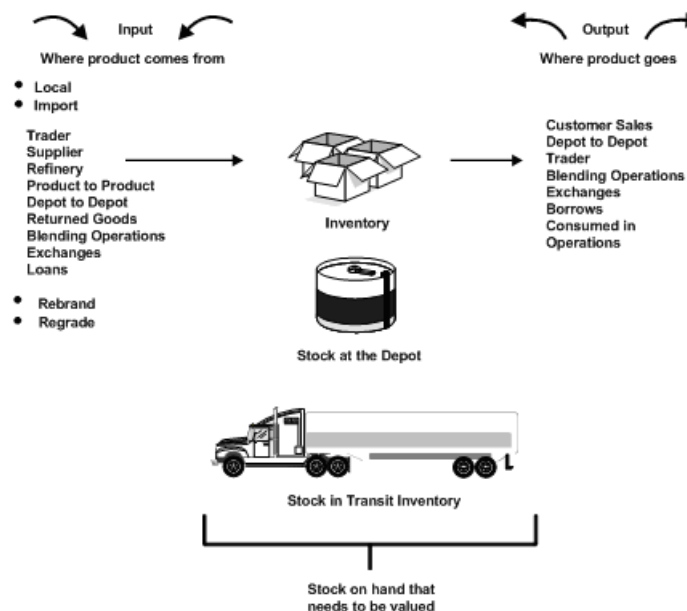 Input
Where product comes from
• Local
• Import
Trader
Supplier
Refinery
Product to Product
Depot to Depot
Returned Goods
Blending Operations
Exchanges
Loans
• Rebrand
• Regrade
Inventory
Stock at the Depot
Output
Where product goes
Customer Sales
Depot to Depot
Trader
Blending Operations
Exchanges
Borrows
Consumed in
Operations
Stock in Transit Inventory
Stock on hand that
needs to be valued